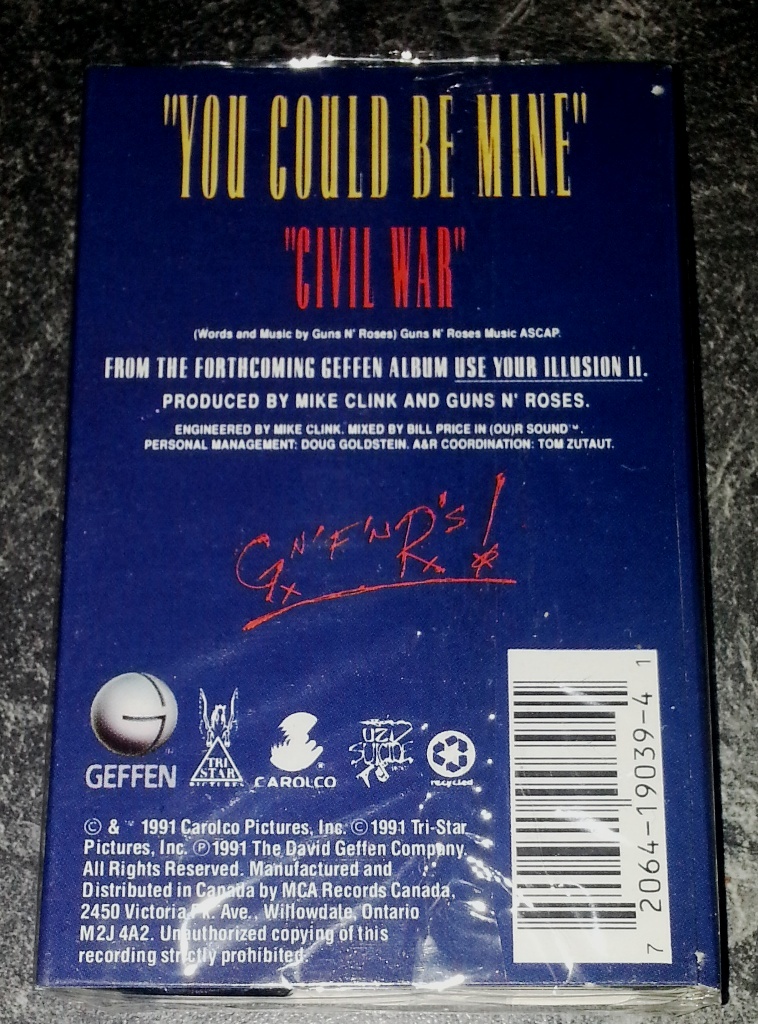 "YOU COULD BE MINE"
"CIVIL WAR"
(Words and Music by Guns N' Roses) Guns N' Roses Music ASCAP.
FROM THE FORTHCOMING GEFFEN ALBUM USE YOUR ILLUSION II.
PRODUCED BY MIKE CLINK AND GUNS N' ROSES.
ENGINEERED BY MIKE CLINK. MIXED BY BILL PRICE IN (OU)R SOUND™.
PERSONAL MANAGEMENT: DOUG GOLDSTEIN. A&R COORDINATION: TOM ZUTAUT.
G N' F' N R's!
GEFFEN
TRI STAR PICTURES
CAROLCO ®
UZI SUICIDE
recycled
© & ™ 1991 Carolco Pictures, Inc. © 1991 Tri-Star
Pictures, Inc. ℗ 1991 The David Geffen Company.
All Rights Reserved. Manufactured and
Distributed in Canada by MCA Records Canada,
2450 Victoria Pk. Ave., Willowdale, Ontario
M2J 4A2. Unauthorized copying of this
recording strictly prohibited.
7 2064-19039-4 1